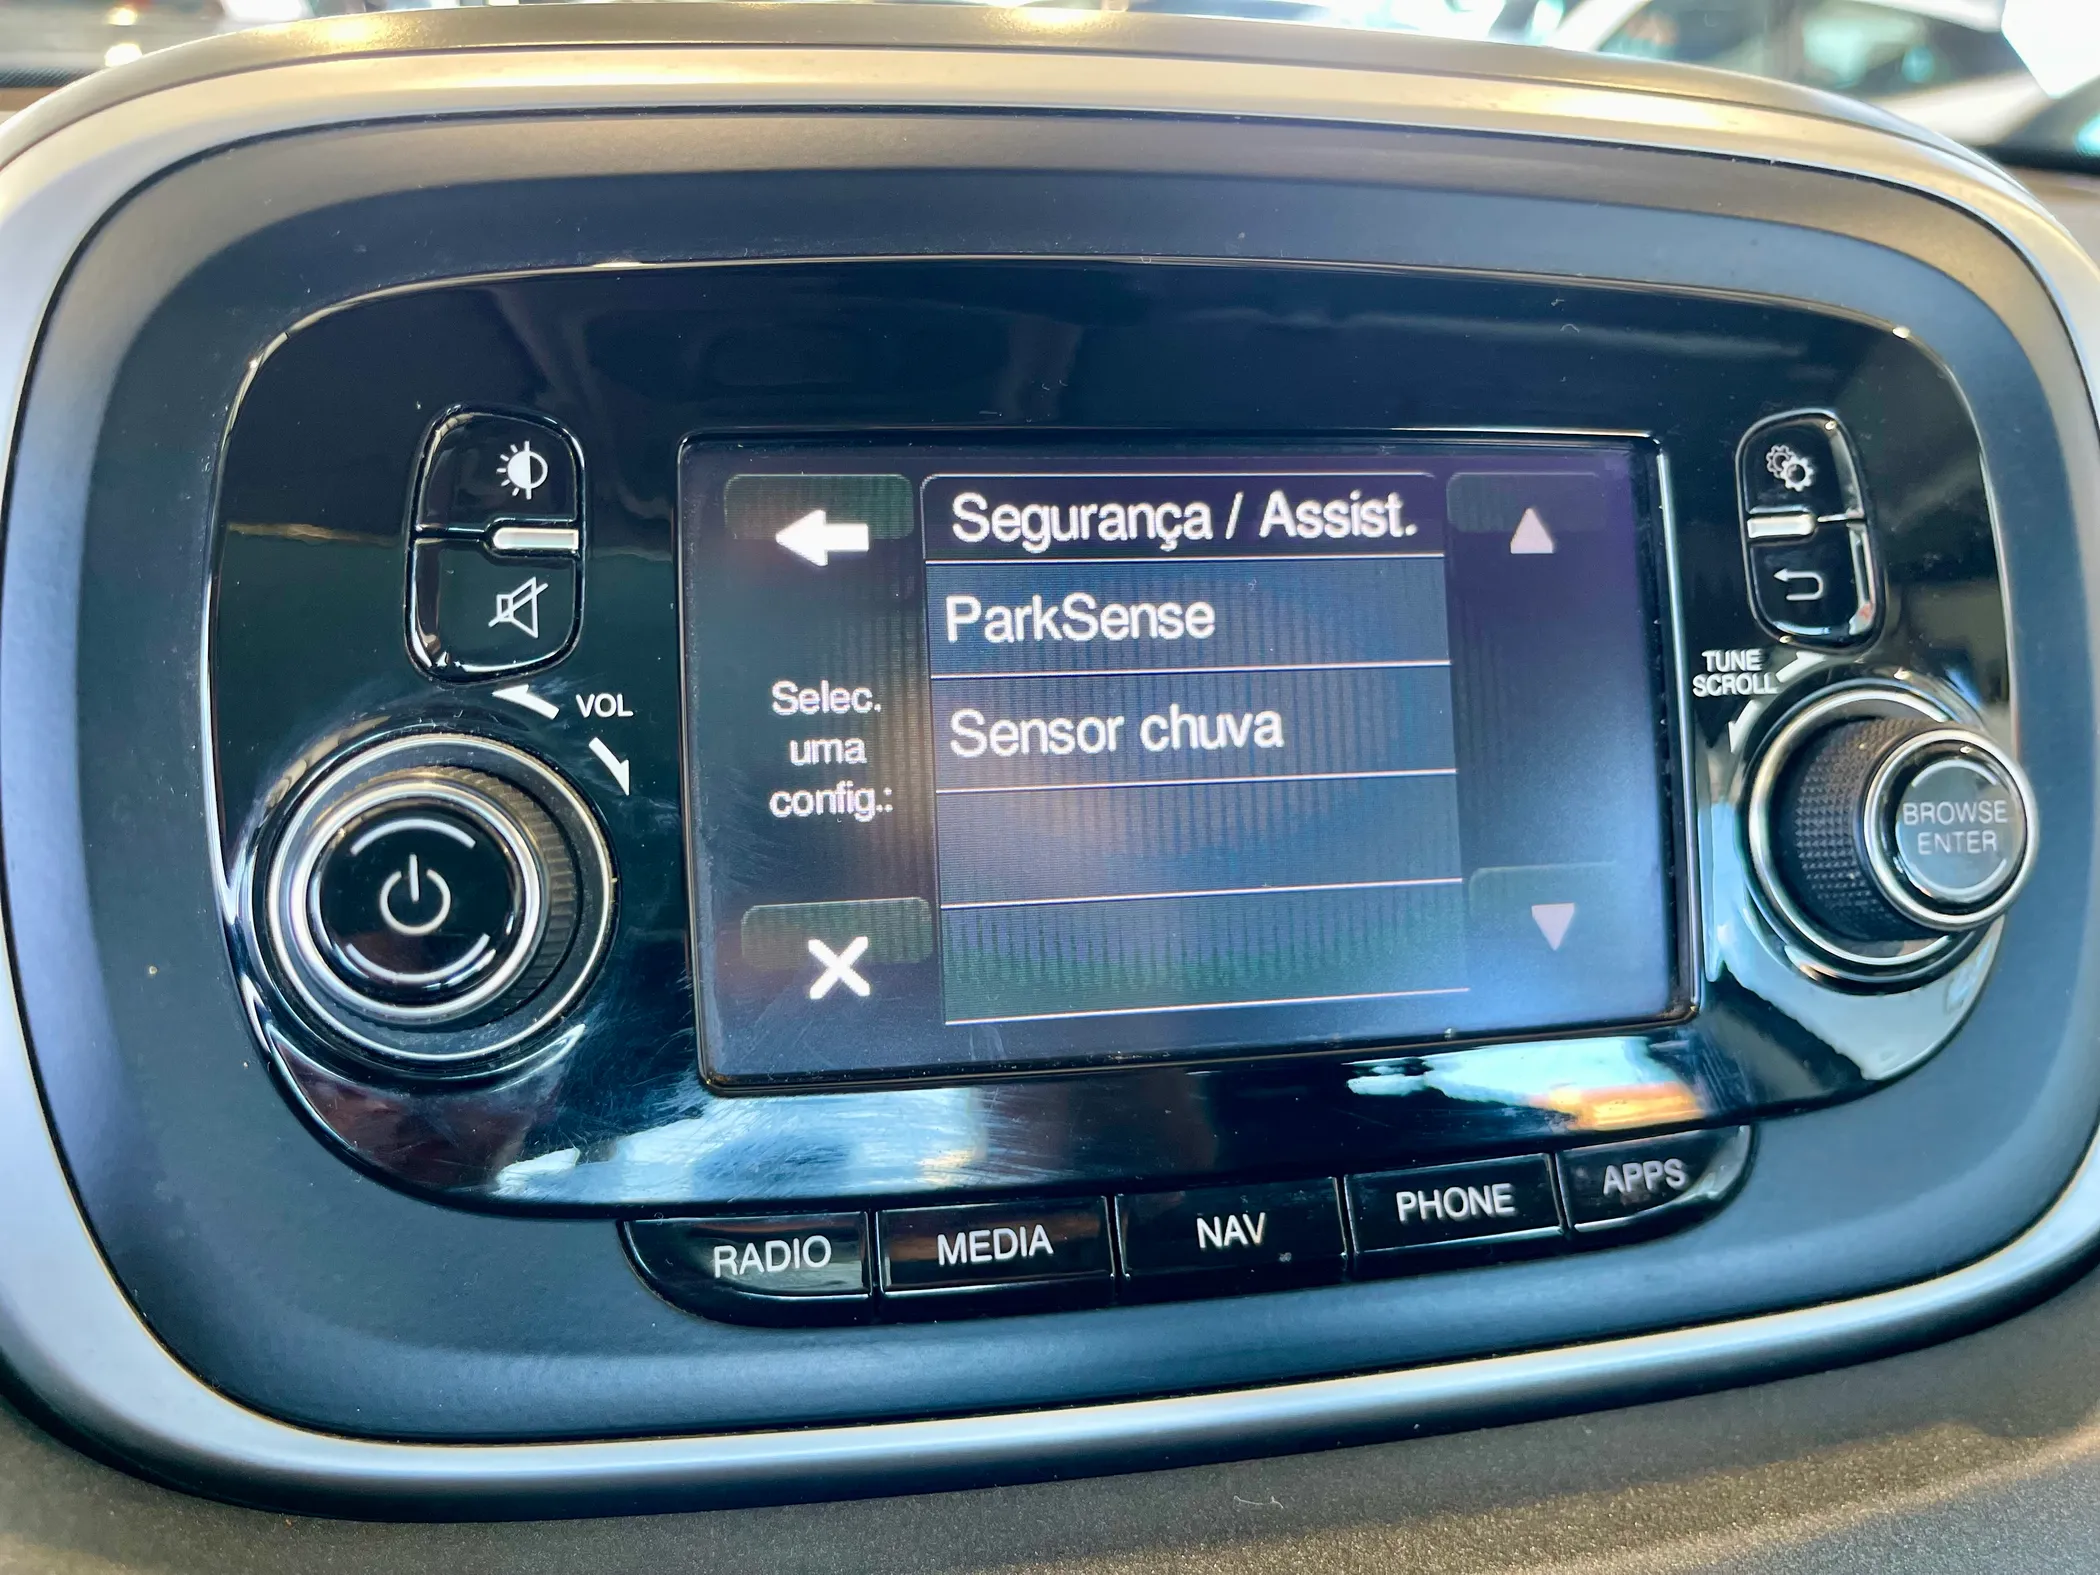 Segurança / Assist.
ParkSense
Sensor chuva
Selec.
uma
config.:
VOL
TUNE
SCROLL
BROWSE
ENTER
RADIO
MEDIA
NAV
PHONE
APPS